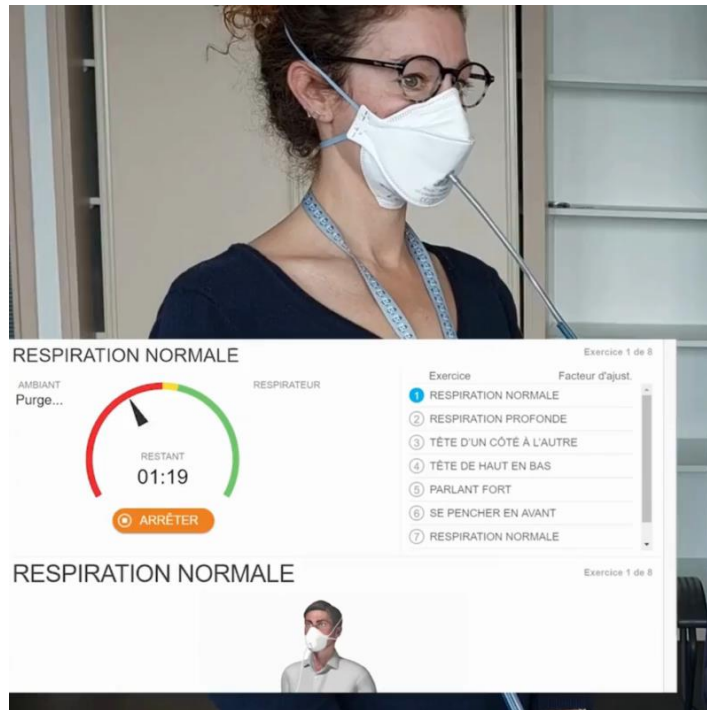 RESPIRATION NORMALE
Exercice 1 de 8
AMBIANT
Purge...
RESPIRATEUR
RESTANT
01:19
ARRÊTER
Exercice Facteur d'ajust.
1 RESPIRATION NORMALE
2 RESPIRATION PROFONDE
3 TÊTE D'UN CÔTÉ À L'AUTRE
4 TÊTE DE HAUT EN BAS
5 PARLANT FORT
6 SE PENCHER EN AVANT
7 RESPIRATION NORMALE
RESPIRATION NORMALE
Exercice 1 de 8